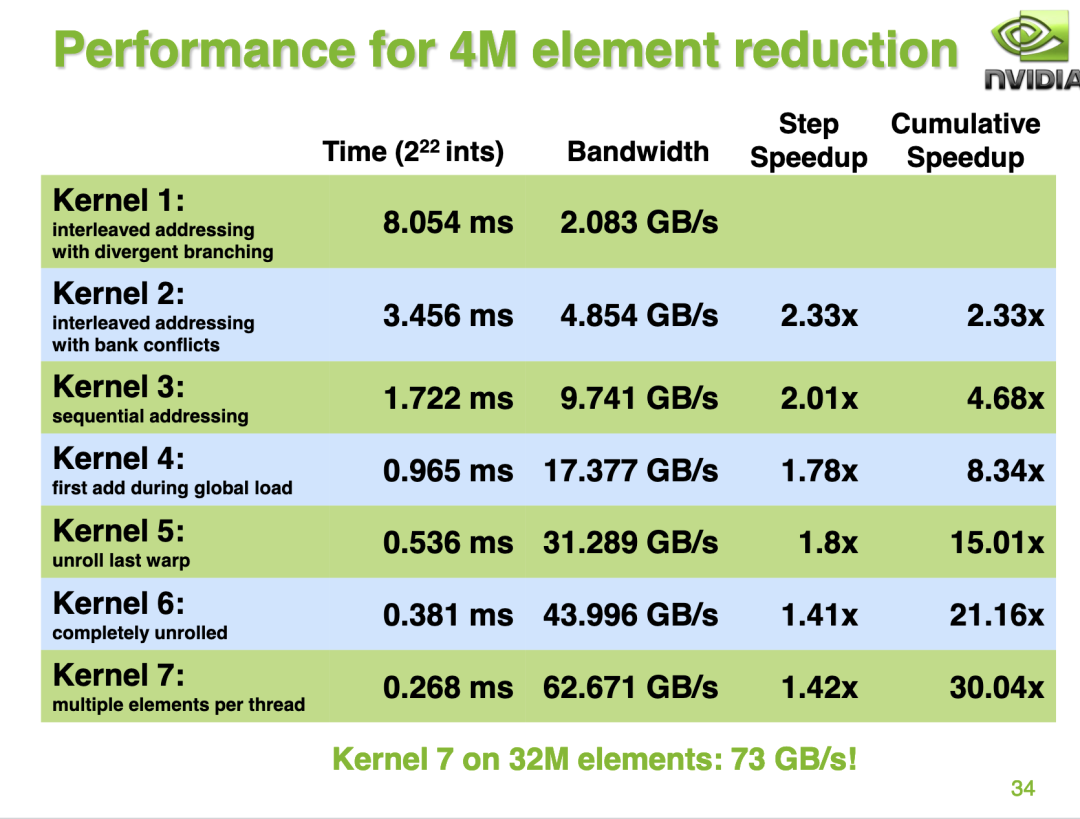 Performance for 4M element reduction
NVIDIA
Time (2²² ints) Bandwidth Step Speedup Cumulative Speedup
Kernel 1:
interleaved addressing
with divergent branching
8.054 ms 2.083 GB/s
Kernel 2:
interleaved addressing
with bank conflicts
3.456 ms 4.854 GB/s 2.33x 2.33x
Kernel 3:
sequential addressing
1.722 ms 9.741 GB/s 2.01x 4.68x
Kernel 4:
first add during global load
0.965 ms 17.377 GB/s 1.78x 8.34x
Kernel 5:
unroll last warp
0.536 ms 31.289 GB/s 1.8x 15.01x
Kernel 6:
completely unrolled
0.381 ms 43.996 GB/s 1.41x 21.16x
Kernel 7:
multiple elements per thread
0.268 ms 62.671 GB/s 1.42x 30.04x
Kernel 7 on 32M elements: 73 GB/s!
34